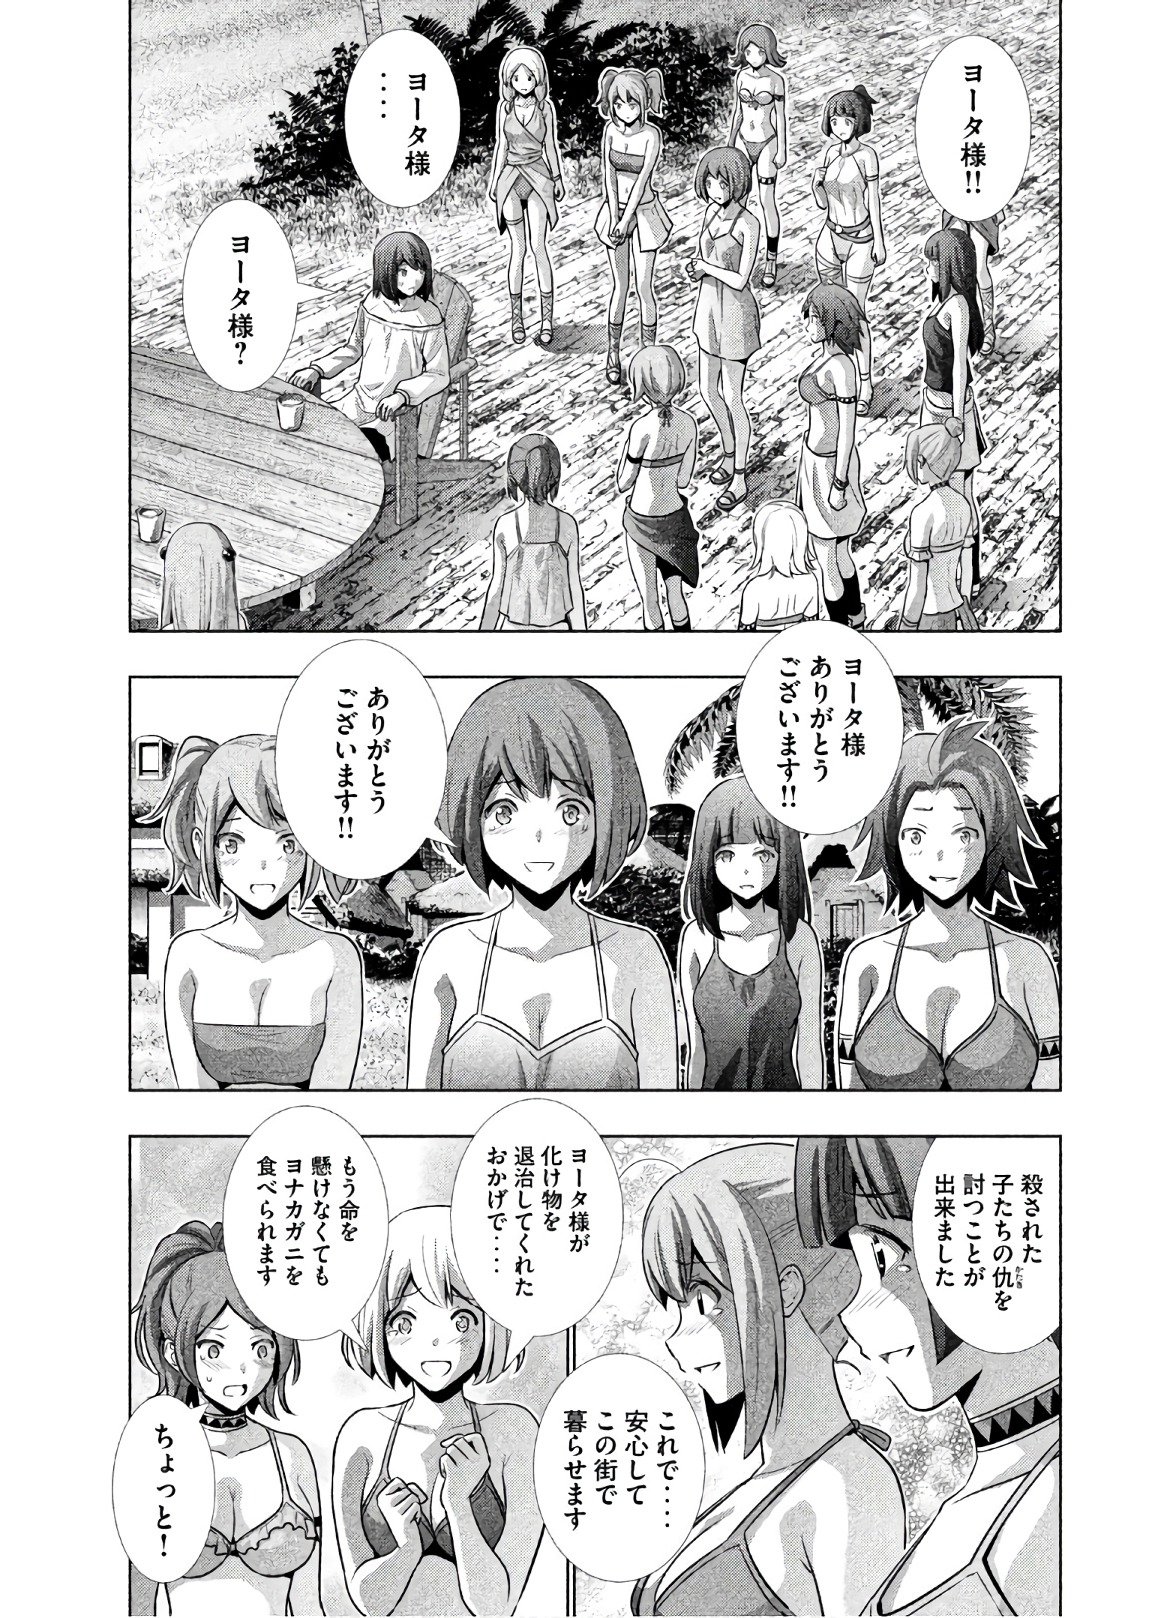 ヨータ様!!
ヨータ様
････
ヨータ様?
ヨータ様
ありがとう
ございます!!
ありがとう
ございます!!
殺された
子たちの仇を
かたき
討つことが
出来ました
これで････
安心して
この街で
暮らせます
ヨータ様が
化け物を
退治してくれた
おかげで････
もう命を
懸けなくても
ヨナカガニを
食べられます
ちょっと!